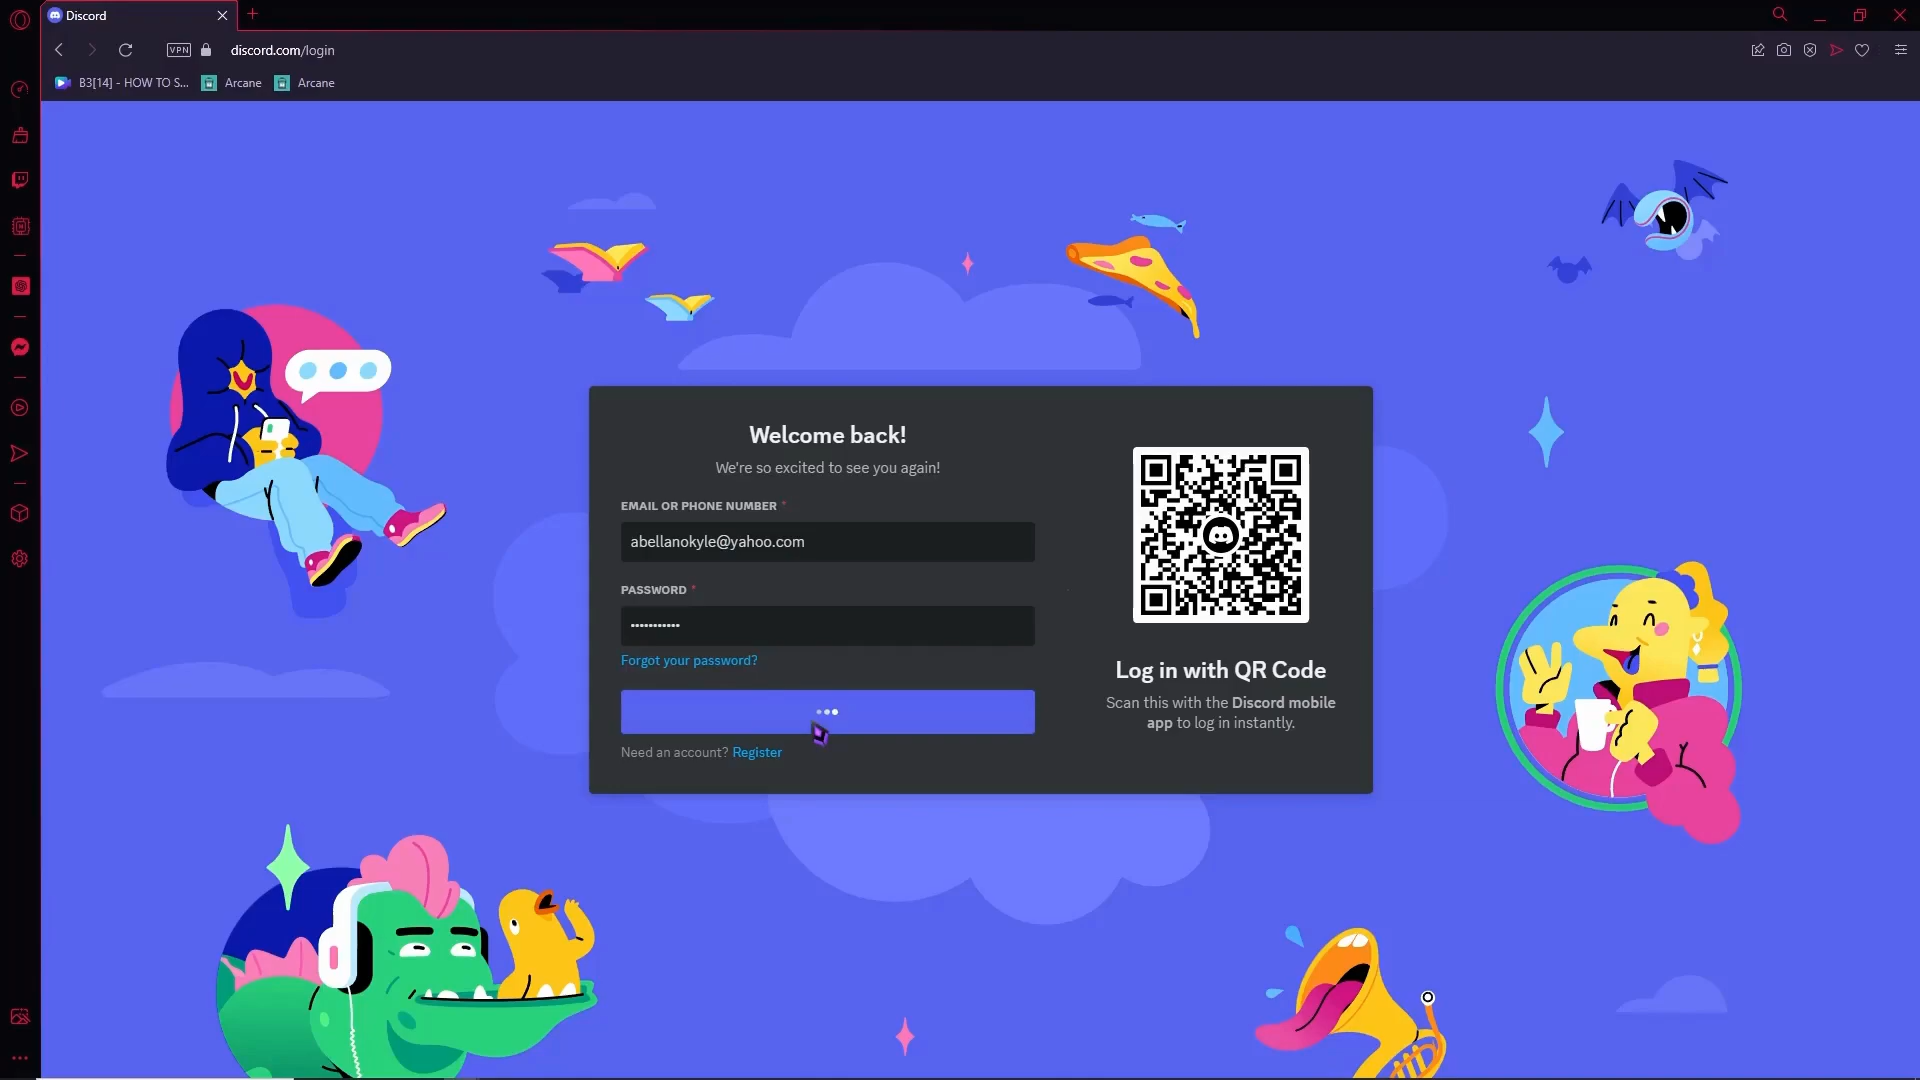 Discord
VPN
discord.com/login
B3[14] - HOW TO S...
Arcane
Arcane
Welcome back!
We're so excited to see you again!
EMAIL OR PHONE NUMBER *
abellanokyle@yahoo.com
PASSWORD *
•••••••••••
Forgot your password?
Need an account? Register
Log in with QR Code
Scan this with the Discord mobile
app to log in instantly.